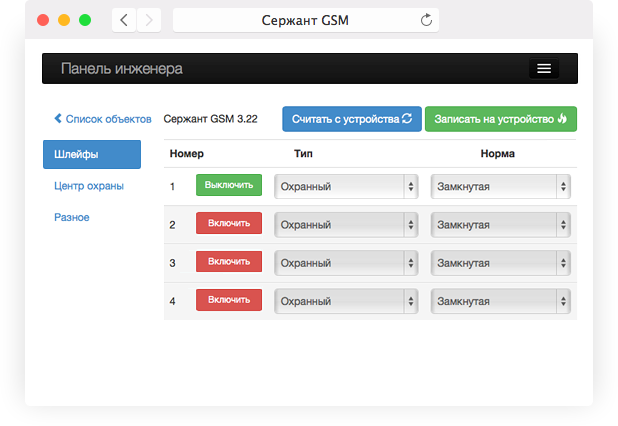 Сержант GSM
Панель инженера
Список объектов Сержант GSM 3.22 Считать с устройства Записать на устройство
Шлейфы Номер Тип Норма
1 Выключить Охранный Замкнутая
Центр охраны
2 Включить Охранный Замкнутая
Разное
3 Включить Охранный Замкнутая
4 Включить Охранный Замкнутая